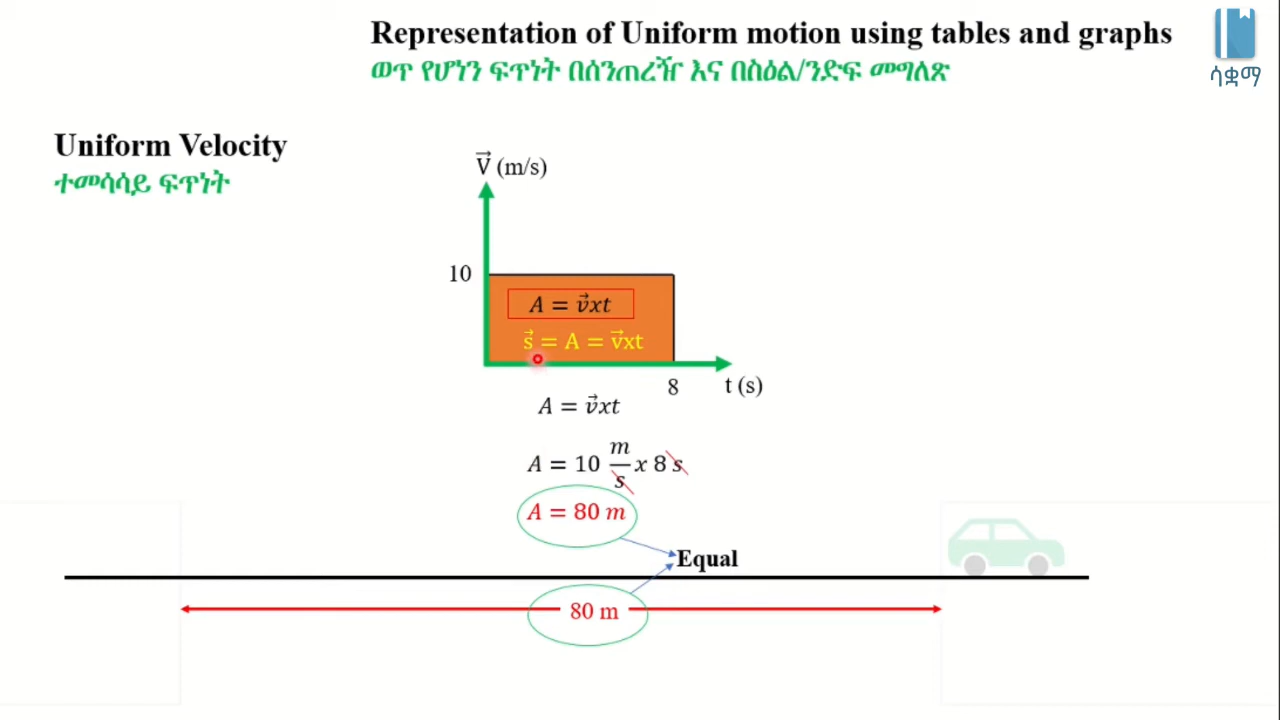 Representation of Uniform motion using tables and graphs
ወጥ የሆነን ፍጥነት በሰንጠረዥ እና በስዕል/ንድፍ መግለጽ
ሳቋማ
Uniform Velocity
ተመሳሳይ ፍጥነት
V⃗ (m/s)
10
A = v⃗xt
s⃗ = A = v⃗xt
8
t (s)
A = v⃗xt
A = 10 m/s x 8 s
A = 80 m
Equal
80 m